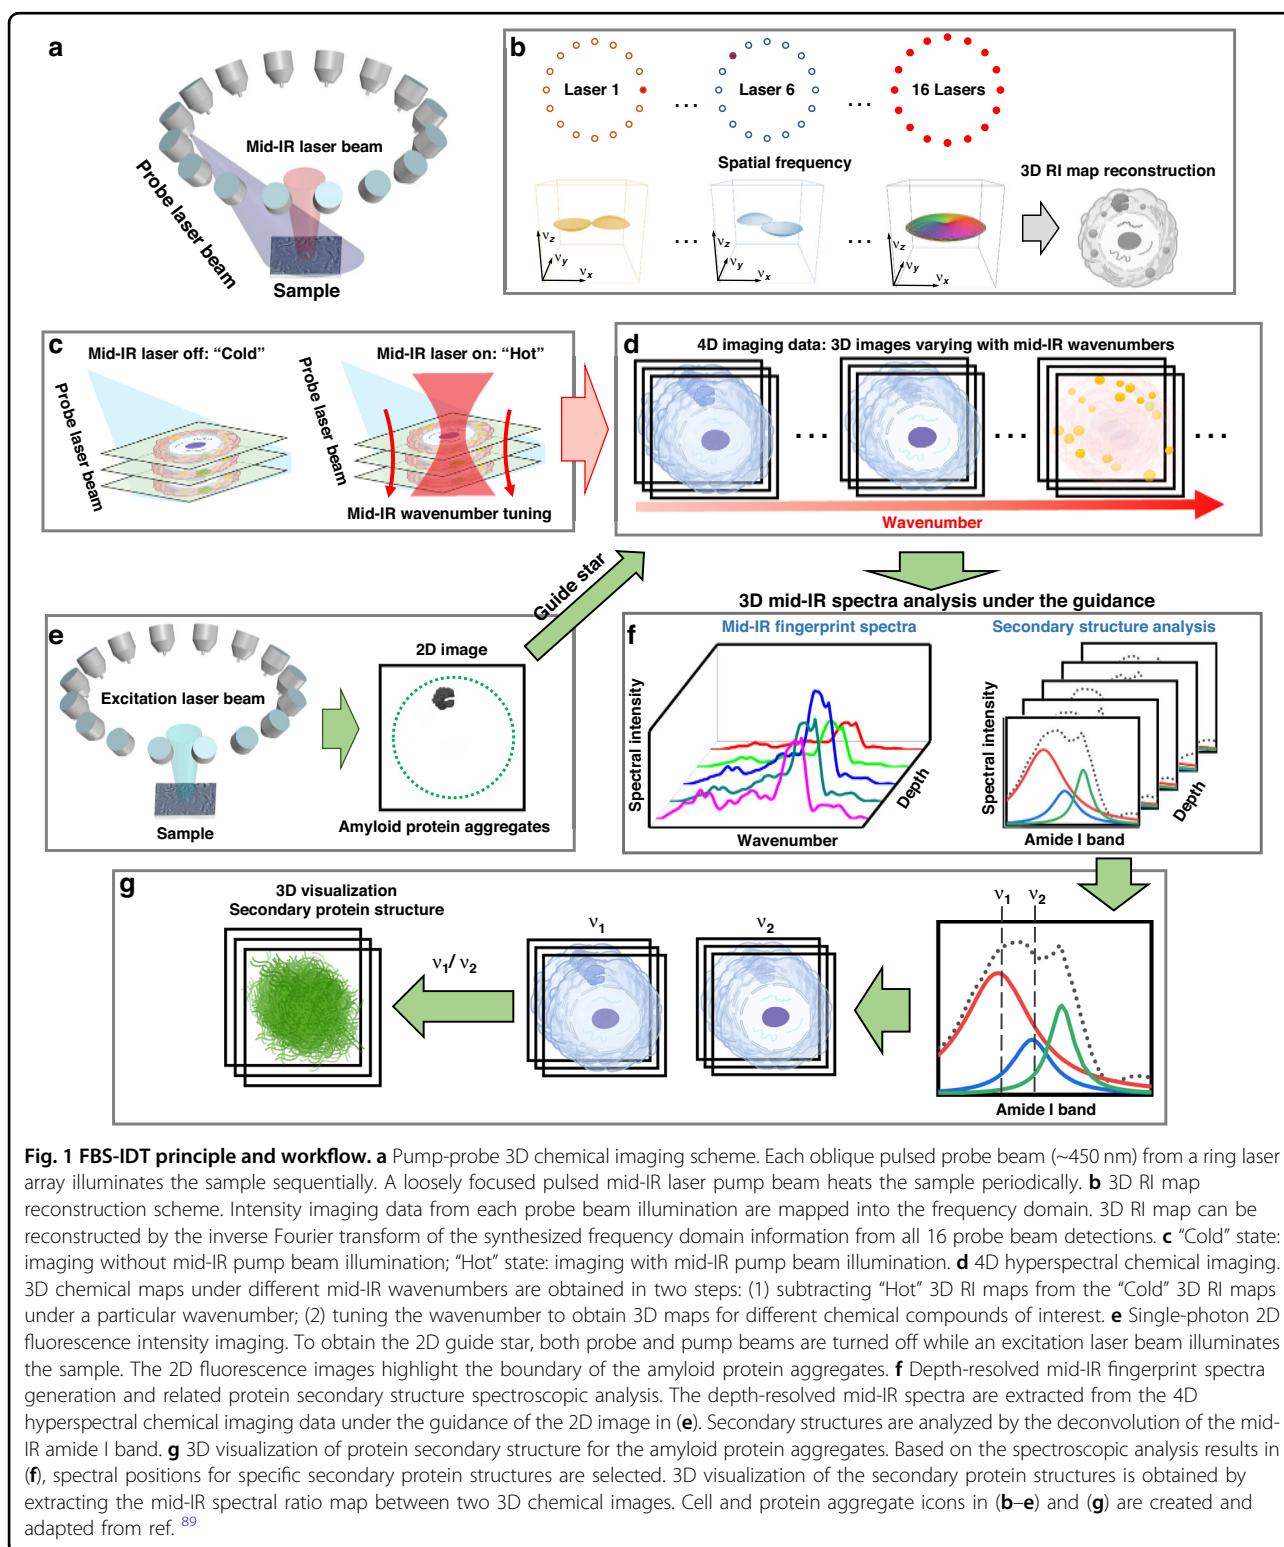 a
Mid-IR laser beam
Probe laser beam
Sample
b
Laser 1
...
Laser 6
...
16 Lasers
Spatial frequency
3D RI map reconstruction
νz
νy
νx
...
νz
νy
νx
...
νz
νy
νx
c
Mid-IR laser off: “Cold”
Mid-IR laser on: “Hot”
Probe laser beam
Probe laser beam
Mid-IR wavenumber tuning
d
4D imaging data: 3D images varying with mid-IR wavenumbers
...
...
...
Wavenumber
Guide star
e
Excitation laser beam
Sample
2D image
Amyloid protein aggregates
3D mid-IR spectra analysis under the guidance
f
Mid-IR fingerprint spectra
Secondary structure analysis
Spectral intensity
Wavenumber
Depth
Spectral intensity
Amide I band
Depth
g
3D visualization
Secondary protein structure
ν1/ ν2
ν1
ν2
ν1
ν2
Amide I band
Fig. 1 FBS-IDT principle and workflow. a Pump-probe 3D chemical imaging scheme. Each oblique pulsed probe beam (~450 nm) from a ring laser
array illuminates the sample sequentially. A loosely focused pulsed mid-IR laser pump beam heats the sample periodically. b 3D RI map
reconstruction scheme. Intensity imaging data from each probe beam illumination are mapped into the frequency domain. 3D RI map can be
reconstructed by the inverse Fourier transform of the synthesized frequency domain information from all 16 probe beam detections. c “Cold” state:
imaging without mid-IR pump beam illumination; “Hot” state: imaging with mid-IR pump beam illumination. d 4D hyperspectral chemical imaging.
3D chemical maps under different mid-IR wavenumbers are obtained in two steps: (1) subtracting “Hot” 3D RI maps from the “Cold” 3D RI maps
under a particular wavenumber; (2) tuning the wavenumber to obtain 3D maps for different chemical compounds of interest. e Single-photon 2D
fluorescence intensity imaging. To obtain the 2D guide star, both probe and pump beams are turned off while an excitation laser beam illuminates
the sample. The 2D fluorescence images highlight the boundary of the amyloid protein aggregates. f Depth-resolved mid-IR fingerprint spectra
generation and related protein secondary structure spectroscopic analysis. The depth-resolved mid-IR spectra are extracted from the 4D
hyperspectral chemical imaging data under the guidance of the 2D image in (e). Secondary structures are analyzed by the deconvolution of the mid-
IR amide I band. g 3D visualization of protein secondary structure for the amyloid protein aggregates. Based on the spectroscopic analysis results in
(f), spectral positions for specific secondary protein structures are selected. 3D visualization of the secondary protein structures is obtained by
extracting the mid-IR spectral ratio map between two 3D chemical images. Cell and protein aggregate icons in (b–e) and (g) are created and
adapted from ref. 89